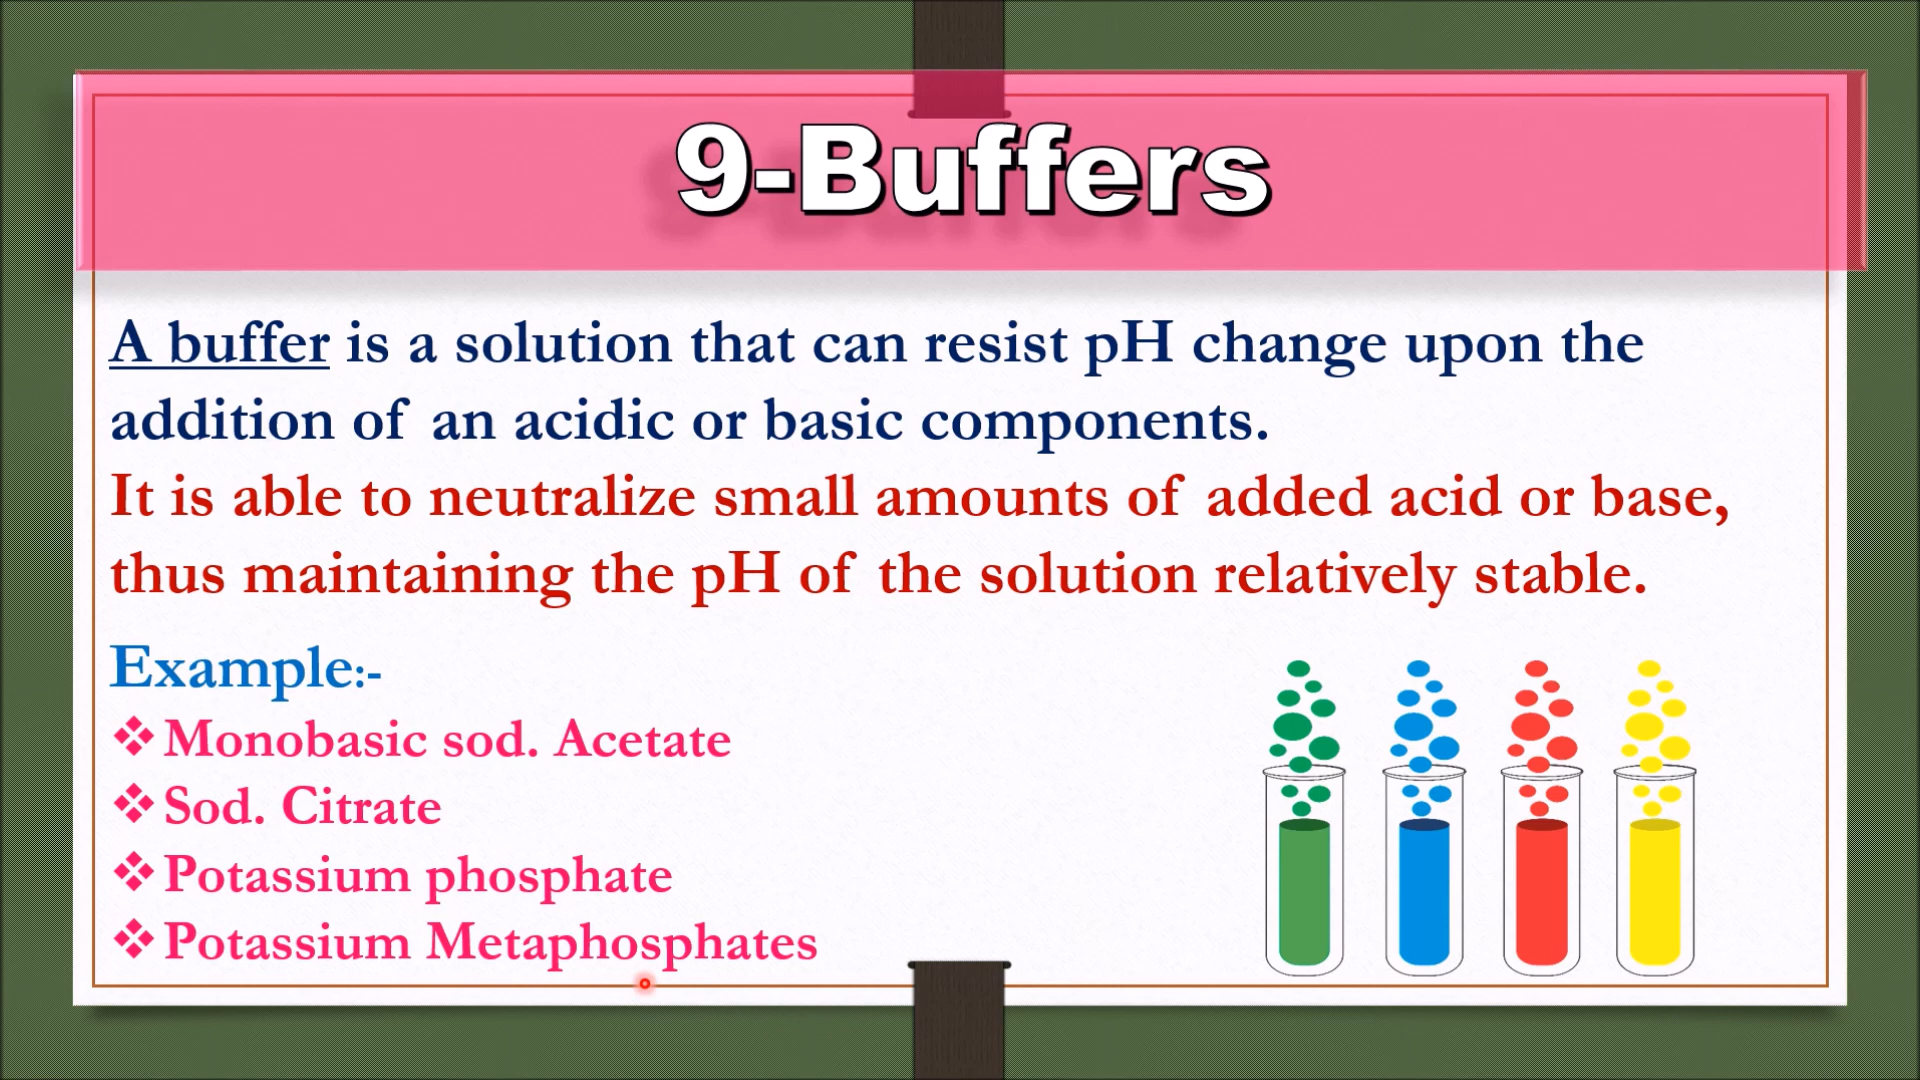 9-Buffers
A buffer is a solution that can resist pH change upon the
addition of an acidic or basic components.
It is able to neutralize small amounts of added acid or base,
thus maintaining the pH of the solution relatively stable.
Example:-
❖ Monobasic sod. Acetate
❖ Sod. Citrate
❖ Potassium phosphate
❖ Potassium Metaphosphates